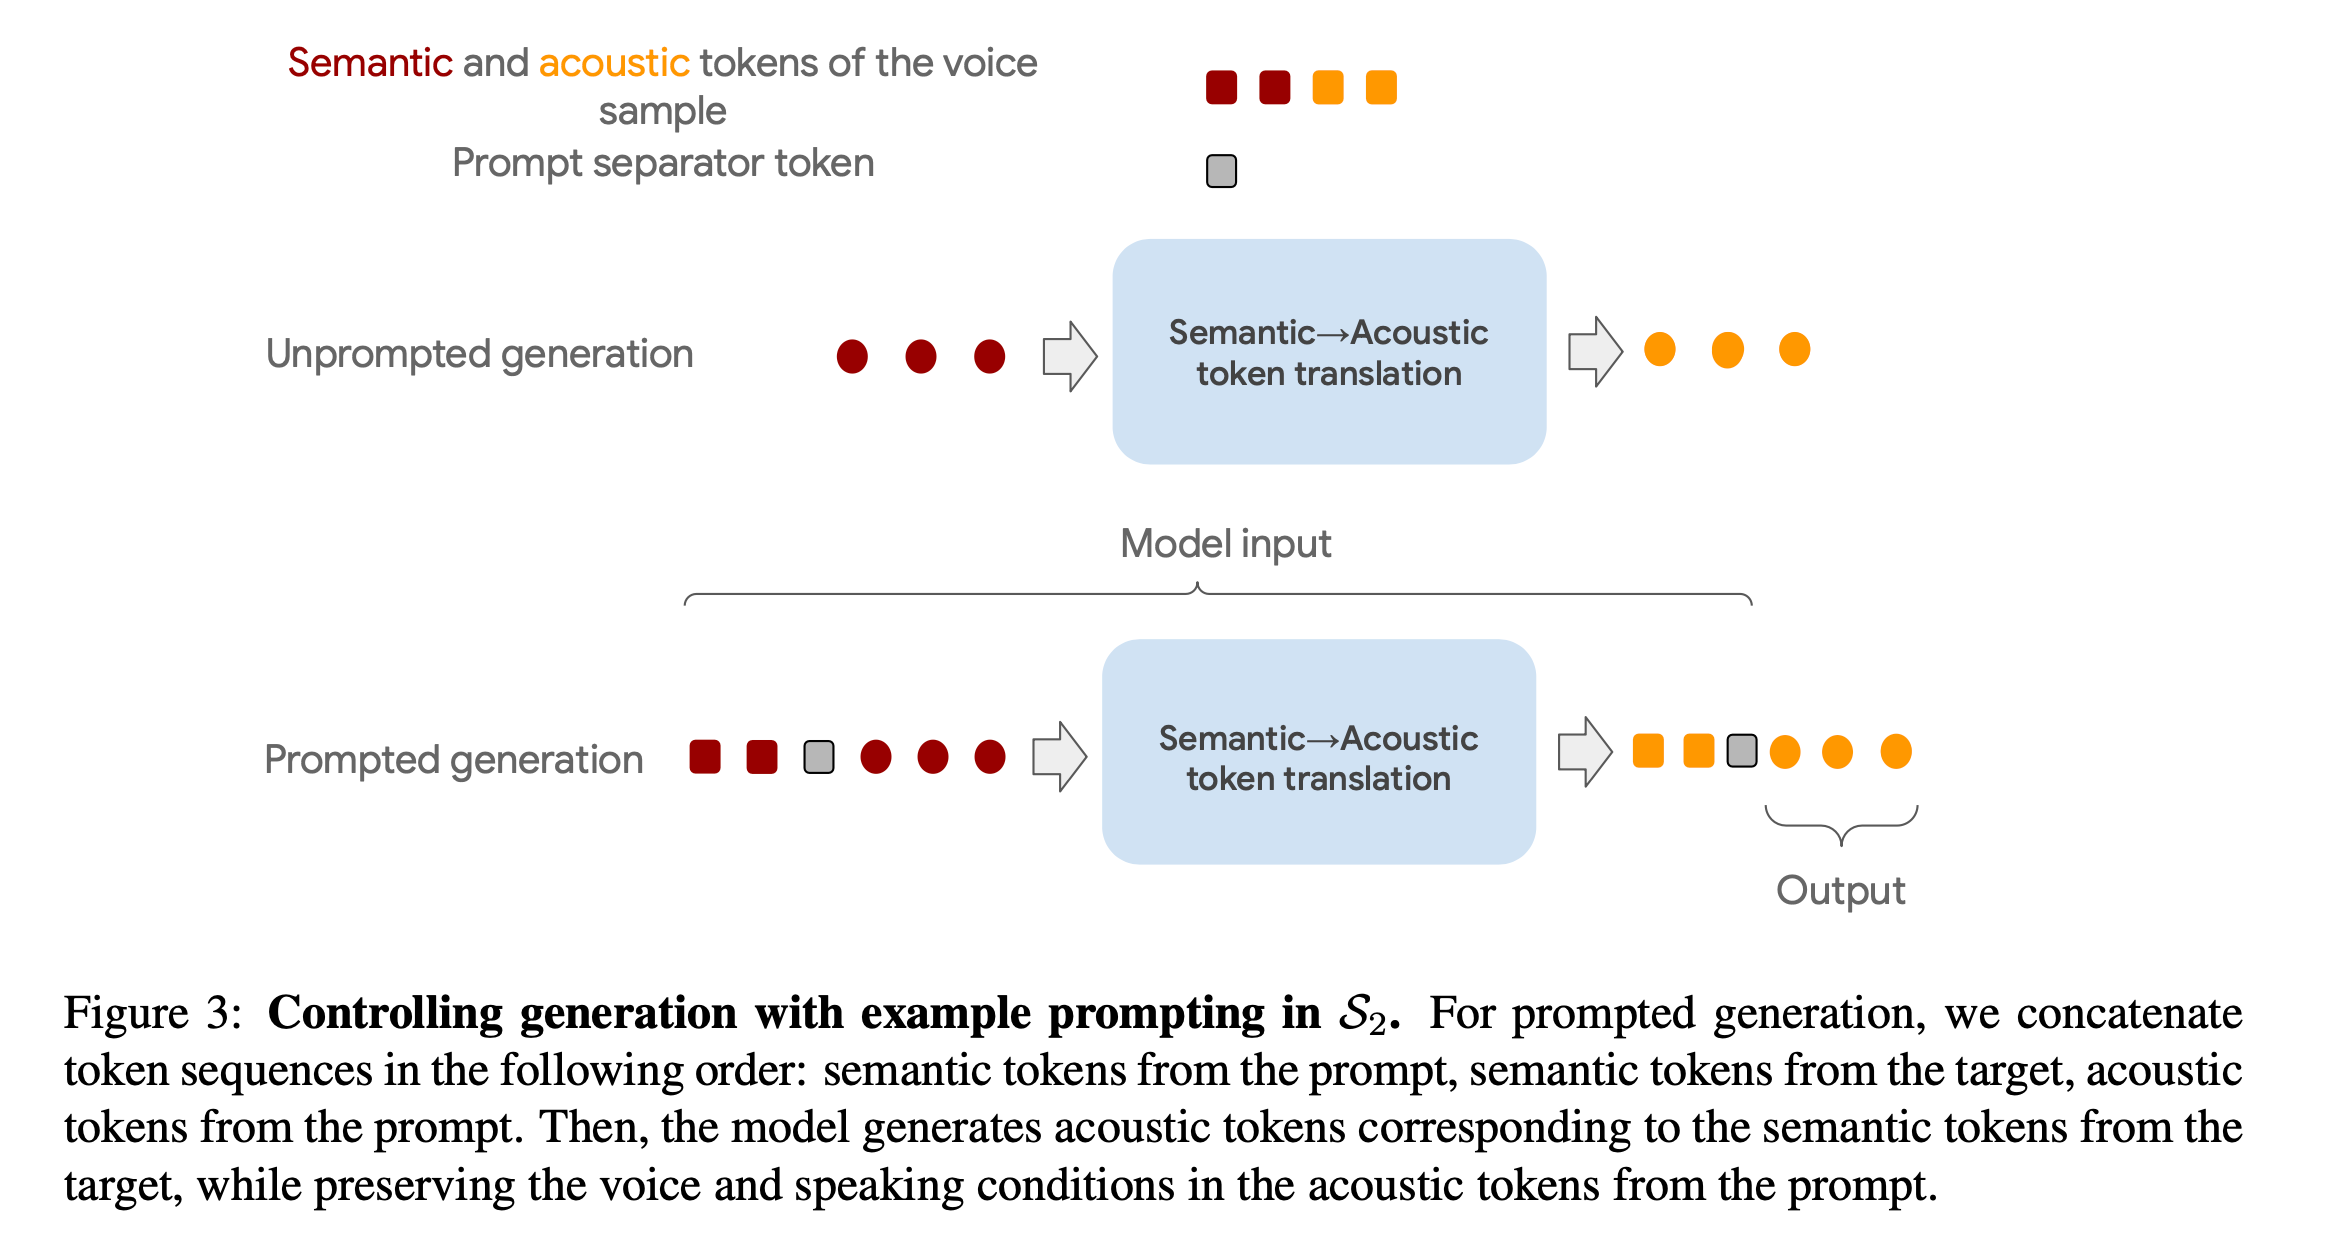 Semantic and acoustic tokens of the voice
sample
Prompt separator token
Unprompted generation
Semantic→Acoustic
token translation
Model input
Prompted generation
Semantic→Acoustic
token translation
Output
Figure 3: Controlling generation with example prompting in 𝒮₂. For prompted generation, we concatenate
token sequences in the following order: semantic tokens from the prompt, semantic tokens from the target, acoustic
tokens from the prompt. Then, the model generates acoustic tokens corresponding to the semantic tokens from the
target, while preserving the voice and speaking conditions in the acoustic tokens from the prompt.